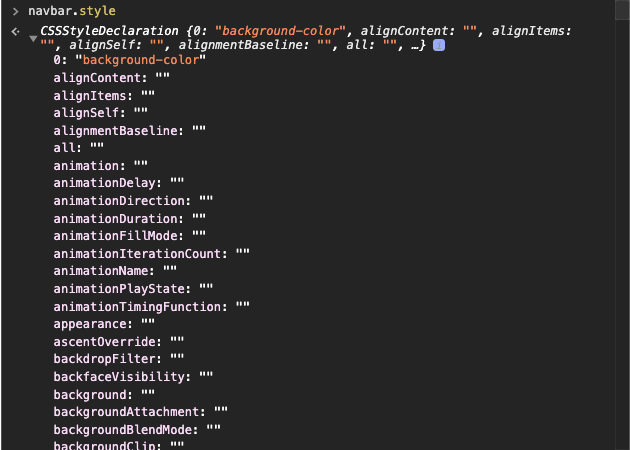 > navbar.style
CSSStyleDeclaration {0: "background-color", alignContent: "", alignItems:
"", alignSelf: "", alignmentBaseline: "", all: "", …} i
0: "background-color"
alignContent: ""
alignItems: ""
alignSelf: ""
alignmentBaseline: ""
all: ""
animation: ""
animationDelay: ""
animationDirection: ""
animationDuration: ""
animationFillMode: ""
animationIterationCount: ""
animationName: ""
animationPlayState: ""
animationTimingFunction: ""
appearance: ""
ascentOverride: ""
backdropFilter: ""
backfaceVisibility: ""
background: ""
backgroundAttachment: ""
backgroundBlendMode: ""
backgroundClip: ""